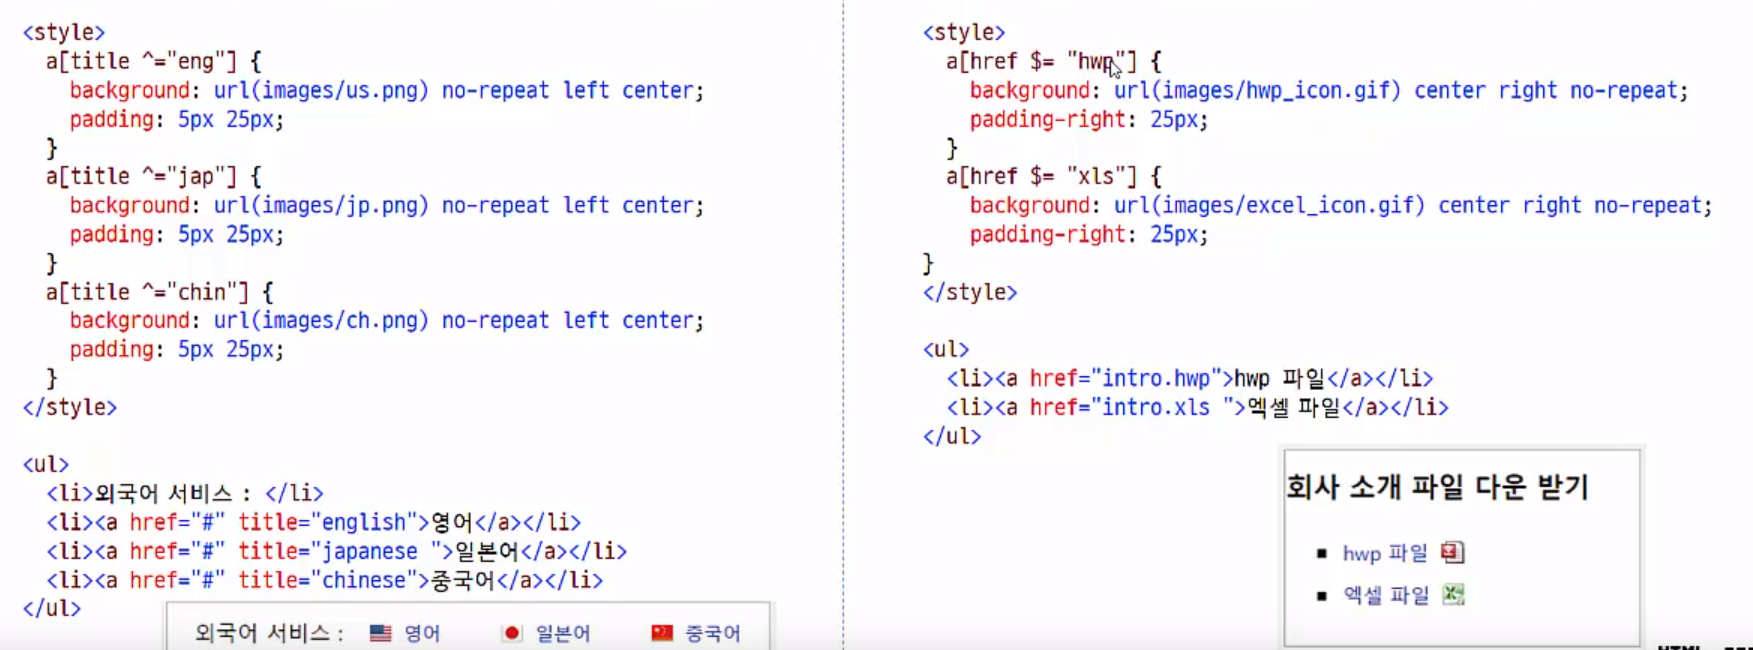 <style>
a[title ^="eng"] {
background: url(images/us.png) no-repeat left center;
padding: 5px 25px;
}
a[title ^="jap"] {
background: url(images/jp.png) no-repeat left center;
padding: 5px 25px;
}
a[title ^="chin"] {
background: url(images/ch.png) no-repeat left center;
padding: 5px 25px;
}
</style>
<ul>
<li>외국어 서비스 : </li>
<li><a href="#" title="english">영어</a></li>
<li><a href="#" title="japanese ">일본어</a></li>
<li><a href="#" title="chinese">중국어</a></li>
</ul>
외국어 서비스 : 영어 일본어 중국어
<style>
a[href $= "hwp"] {
background: url(images/hwp_icon.gif) center right no-repeat;
padding-right: 25px;
}
a[href $= "xls"] {
background: url(images/excel_icon.gif) center right no-repeat;
padding-right: 25px;
}
</style>
<ul>
<li><a href="intro.hwp">hwp 파일</a></li>
<li><a href="intro.xls ">엑셀 파일</a></li>
</ul>
회사 소개 파일 다운 받기
hwp 파일
엑셀 파일